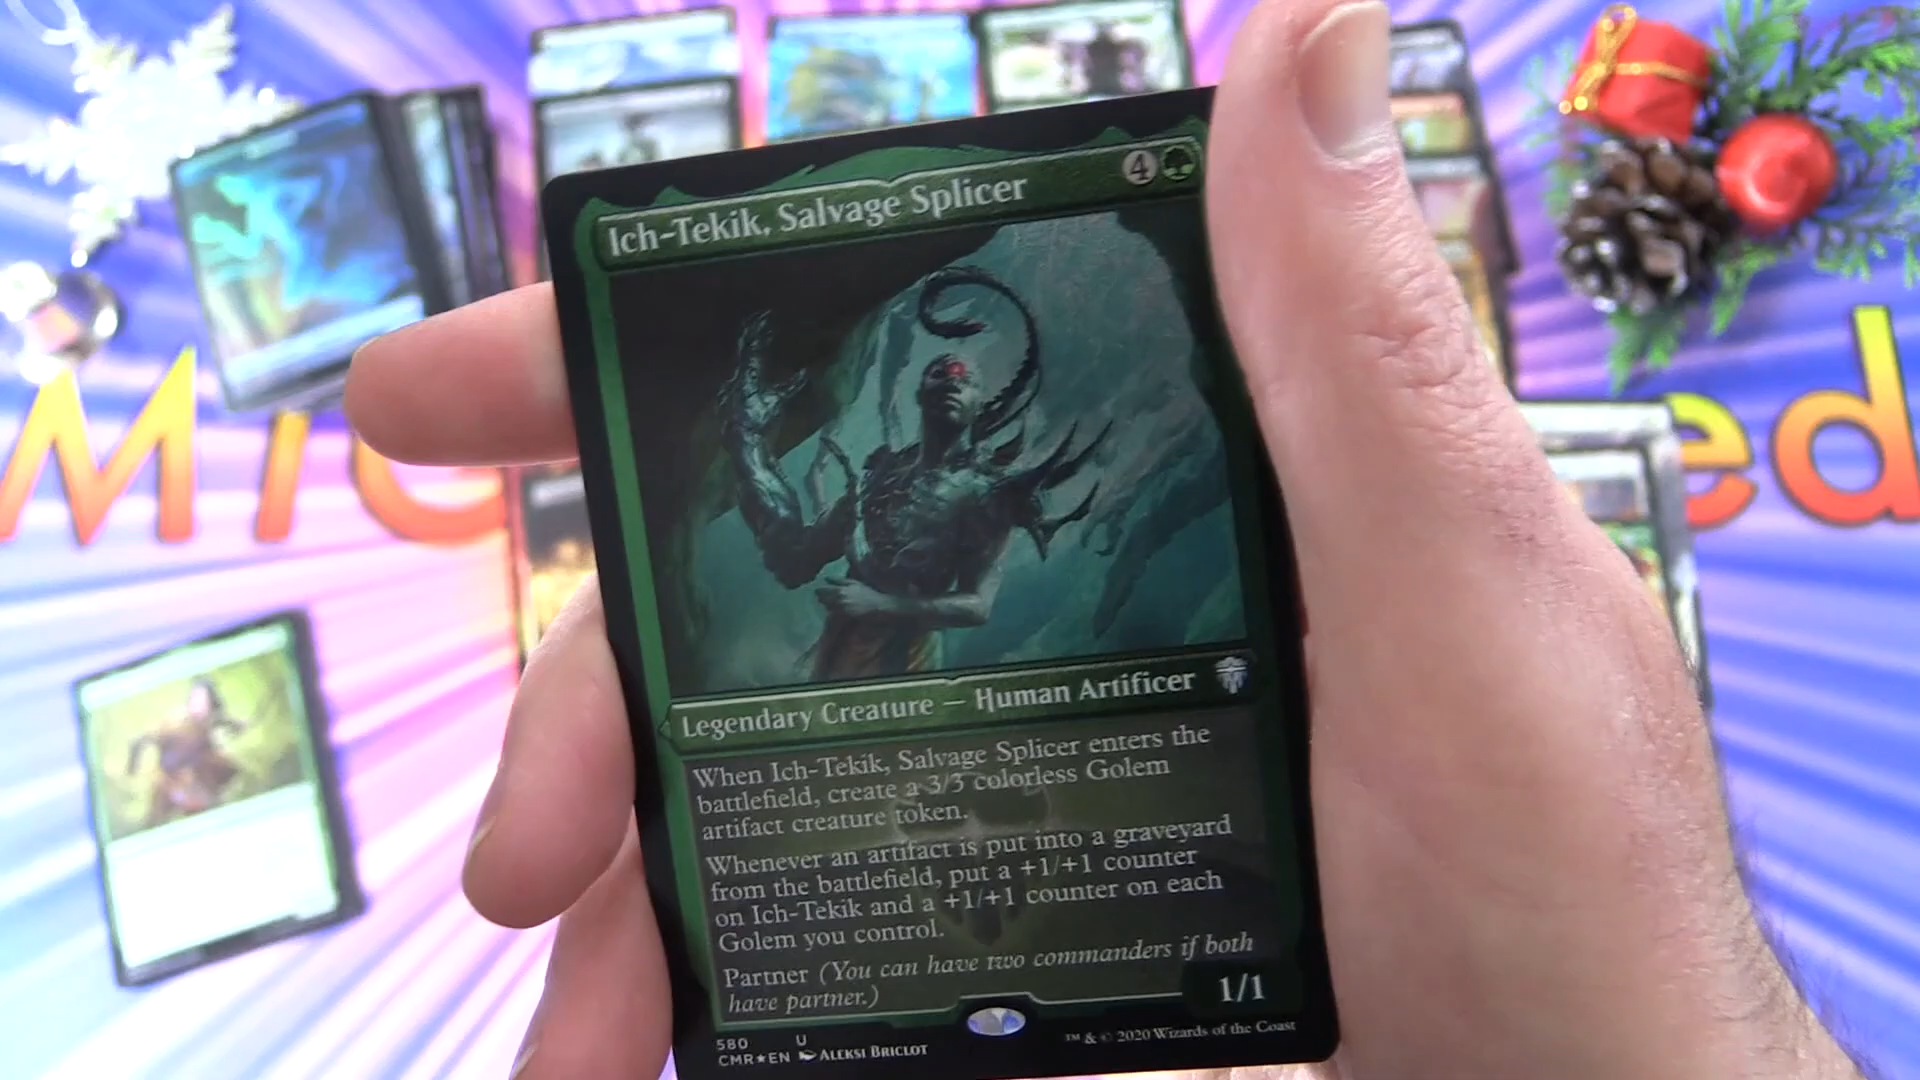 Ich-Tekik, Salvage Splicer
4
Legendary Creature — Human Artificer
When Ich-Tekik, Salvage Splicer enters the
battlefield, create a 3/3 colorless Golem
artifact creature token.
Whenever an artifact is put into a graveyard
from the battlefield, put a +1/+1 counter
on Ich-Tekik and a +1/+1 counter on each
Golem you control.
Partner (You can have two commanders if both
have partner.)
1/1
580 U
CMR★EN ALEKSI BRICLOT
™ & © 2020 Wizards of the Coast
ed